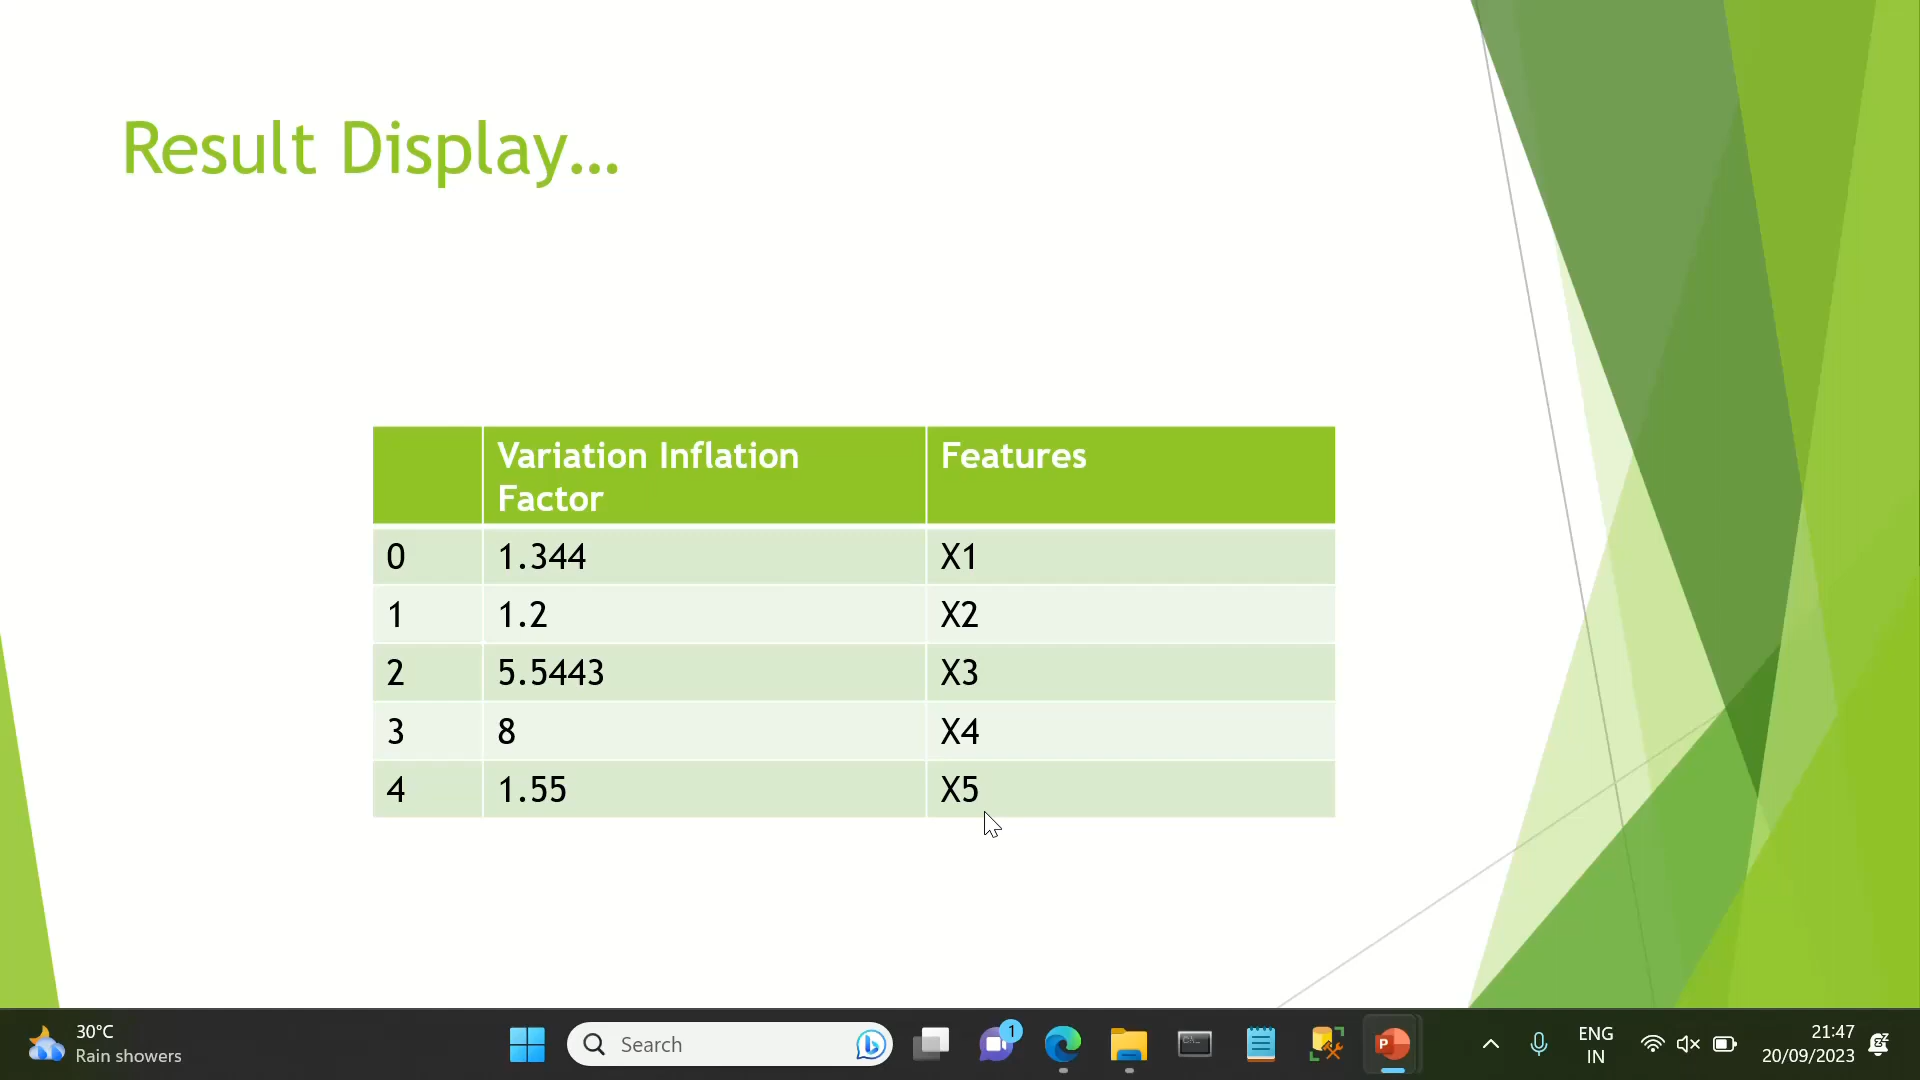 Result Display…
Variation Inflation Factor Features
0 1.344 X1
1 1.2 X2
2 5.5443 X3
3 8 X4
4 1.55 X5
30°C
Rain showers
Search
1
P
ENG
IN
21:47
20/09/2023